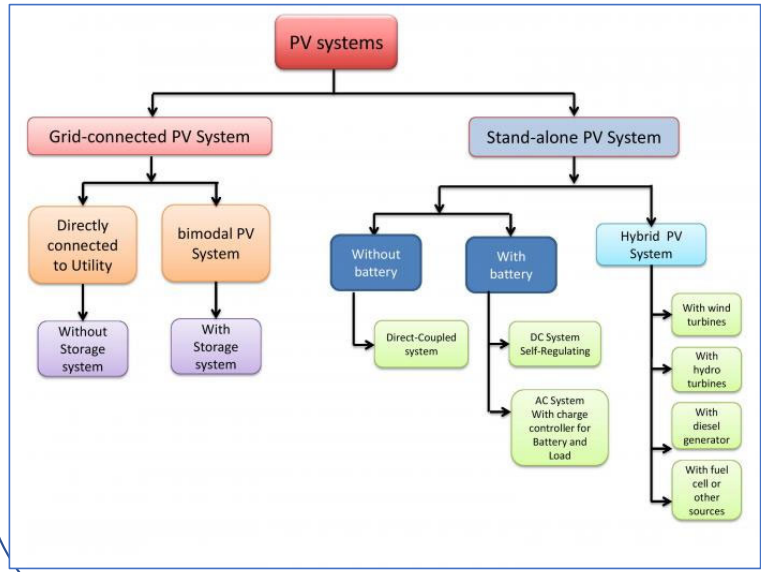 PV systems
Grid-connected PV System
Stand-alone PV System
Directly
connected
to Utility
bimodal PV
System
Without
battery
With
battery
Hybrid PV
System
Without
Storage
system
With
Storage
system
Direct-Coupled
system
DC System
Self-Regulating
AC System
With charge
controller for
Battery and
Load
With wind
turbines
With
hydro
turbines
With
diesel
generator
With fuel
cell or
other
sources